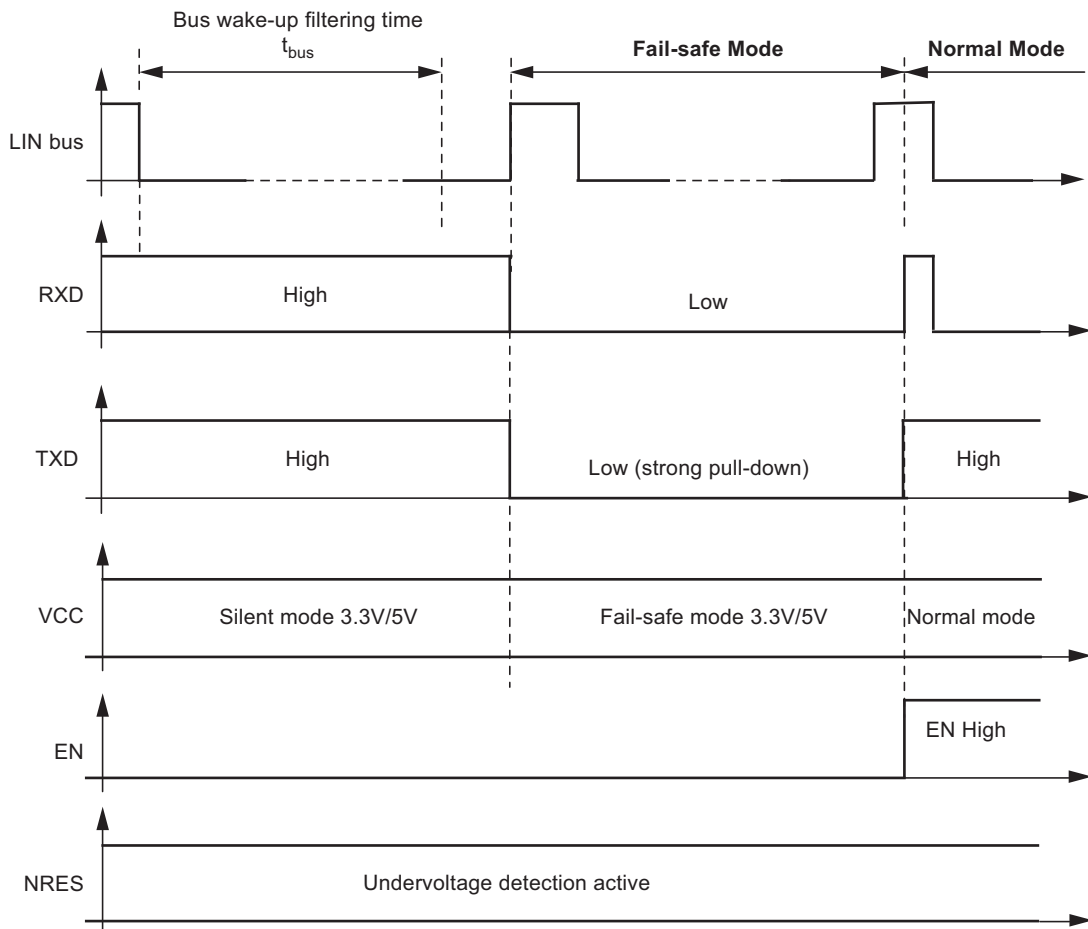 Bus wake-up filtering time
tbus
Fail-safe Mode
Normal Mode
LIN bus
RXD
High
Low
TXD
High
Low (strong pull-down)
High
VCC
Silent mode 3.3V/5V
Fail-safe mode 3.3V/5V
Normal mode
EN
EN High
NRES
Undervoltage detection active